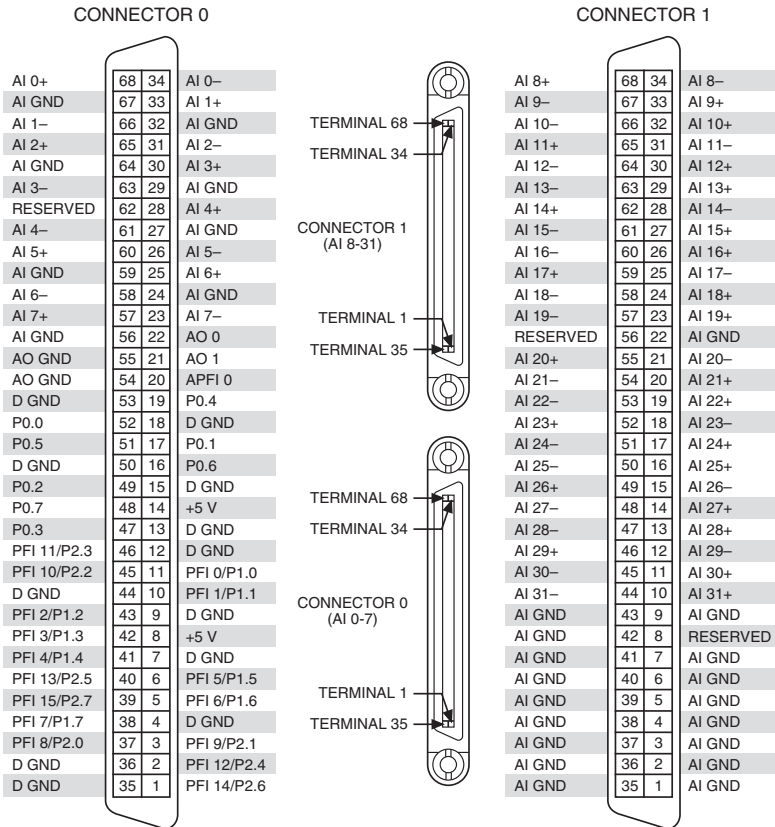 CONNECTOR 0
AI 0+ 68 34 AI 0–
AI GND 67 33 AI 1+
AI 1– 66 32 AI GND
AI 2+ 65 31 AI 2–
AI GND 64 30 AI 3+
AI 3– 63 29 AI GND
RESERVED 62 28 AI 4+
AI 4– 61 27 AI GND
AI 5+ 60 26 AI 5–
AI GND 59 25 AI 6+
AI 6– 58 24 AI GND
AI 7+ 57 23 AI 7–
AI GND 56 22 AO 0
AO GND 55 21 AO 1
AO GND 54 20 APFI 0
D GND 53 19 P0.4
P0.0 52 18 D GND
P0.5 51 17 P0.1
D GND 50 16 P0.6
P0.2 49 15 D GND
P0.7 48 14 +5 V
P0.3 47 13 D GND
PFI 11/P2.3 46 12 D GND
PFI 10/P2.2 45 11 PFI 0/P1.0
D GND 44 10 PFI 1/P1.1
PFI 2/P1.2 43 9 D GND
PFI 3/P1.3 42 8 +5 V
PFI 4/P1.4 41 7 D GND
PFI 13/P2.5 40 6 PFI 5/P1.5
PFI 15/P2.7 39 5 PFI 6/P1.6
PFI 7/P1.7 38 4 D GND
PFI 8/P2.0 37 3 PFI 9/P2.1
D GND 36 2 PFI 12/P2.4
D GND 35 1 PFI 14/P2.6
TERMINAL 68
TERMINAL 34
CONNECTOR 1
(AI 8-31)
TERMINAL 1
TERMINAL 35
TERMINAL 68
TERMINAL 34
CONNECTOR 0
(AI 0-7)
TERMINAL 1
TERMINAL 35
CONNECTOR 1
AI 8+ 68 34 AI 8–
AI 9– 67 33 AI 9+
AI 10– 66 32 AI 10+
AI 11+ 65 31 AI 11–
AI 12– 64 30 AI 12+
AI 13– 63 29 AI 13+
AI 14+ 62 28 AI 14–
AI 15– 61 27 AI 15+
AI 16– 60 26 AI 16+
AI 17+ 59 25 AI 17–
AI 18– 58 24 AI 18+
AI 19– 57 23 AI 19+
RESERVED 56 22 AI GND
AI 20+ 55 21 AI 20–
AI 21– 54 20 AI 21+
AI 22– 53 19 AI 22+
AI 23+ 52 18 AI 23–
AI 24– 51 17 AI 24+
AI 25– 50 16 AI 25+
AI 26+ 49 15 AI 26–
AI 27– 48 14 AI 27+
AI 28– 47 13 AI 28+
AI 29+ 46 12 AI 29–
AI 30– 45 11 AI 30+
AI 31– 44 10 AI 31+
AI GND 43 9 AI GND
AI GND 42 8 RESERVED
AI GND 41 7 AI GND
AI GND 40 6 AI GND
AI GND 39 5 AI GND
AI GND 38 4 AI GND
AI GND 37 3 AI GND
AI GND 36 2 AI GND
AI GND 35 1 AI GND